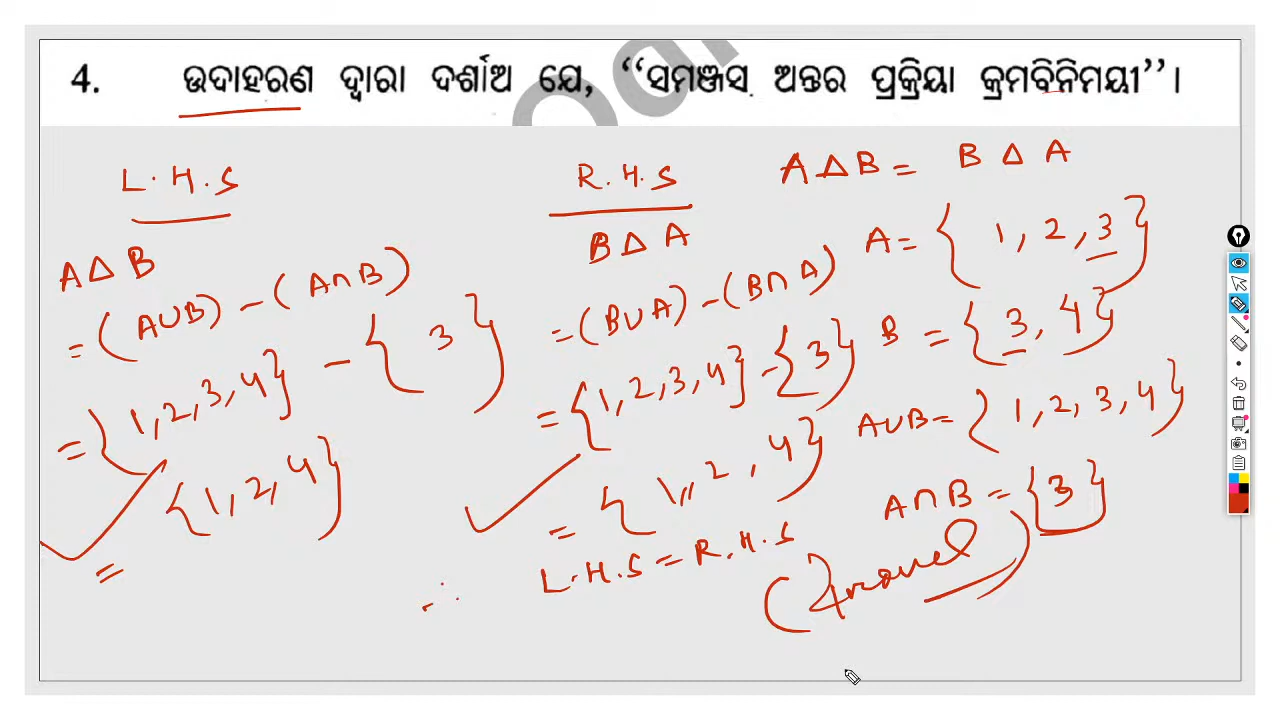 4. ଉଦାହରଣ ଦ୍ୱାରା ଦର୍ଶାଅ ଯେ, ‘‘ସମଞ୍ଜସ ଅନ୍ତର ପ୍ରକ୍ରିୟା କ୍ରମବିନିମୟୀ’’।
L.H.S
A Δ B
= (A∪B) - (A∩B)
= {1,2,3,4} - {3}
= {1,2,4}
R.H.S
B Δ A
= (B∪A) - (B∩A)
= {1,2,3,4} - {3}
= {1,2,4}
∴ L.H.S = R.H.S
A Δ B = B Δ A
A = {1,2,3}
B = {3,4}
A∪B = {1,2,3,4}
A∩B = {3}